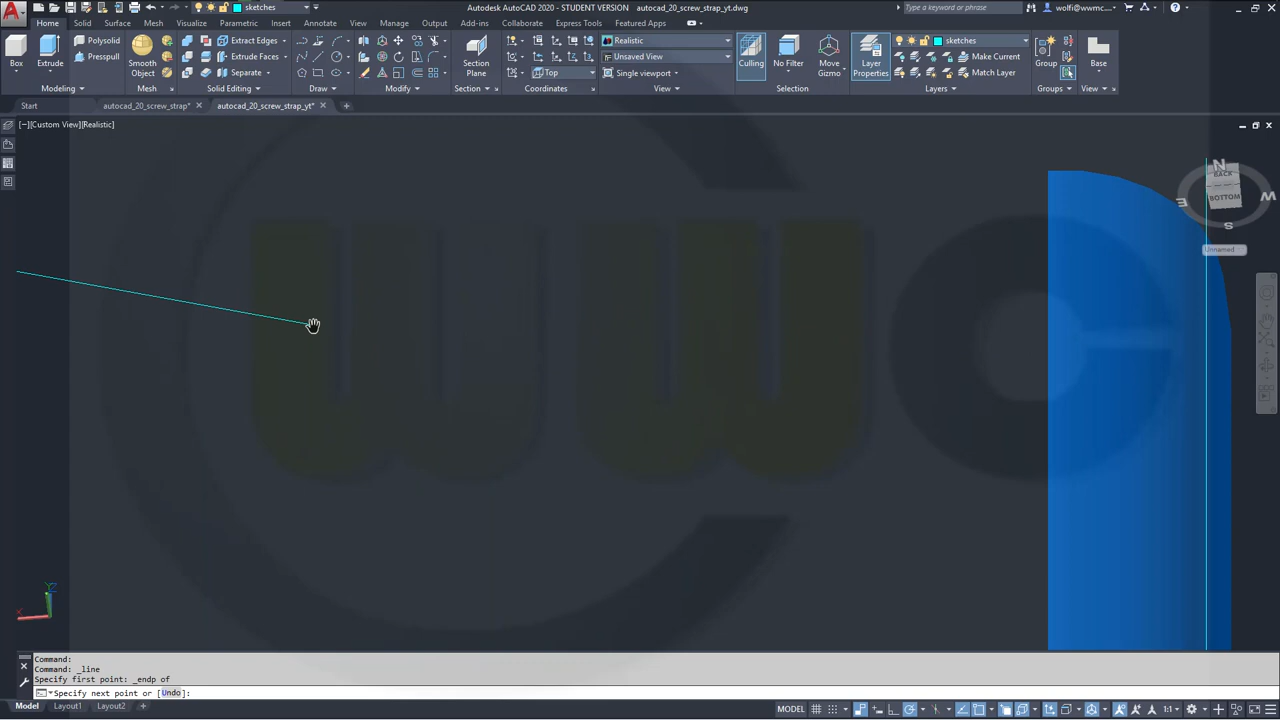 Autodesk AutoCAD 2020 - STUDENT VERSION autocad_20_screw_strap_yt.dwg
sketches
Type a keyword or phrase
wolfi@wwmc...
Home Solid Surface Mesh Visualize Parametric Insert Annotate View Manage Output Add-ins Collaborate Express Tools Featured Apps
Box Extrude Polysolid Presspull Smooth Object Extract Edges Extrude Faces Separate Section Plane Top Realistic Unsaved View Single viewport Culling No Filter Move Gizmo Layer Properties sketches Make Current Match Layer Group Base
Modeling Mesh Solid Editing Draw Modify Section Coordinates View Selection Layers Groups View
Start autocad_20_screw_strap* autocad_20_screw_strap_yt*
[−][Custom View][Realistic]
N
BACK
E W
BOTTOM
S
Unnamed
wwc
Y
X
Command:
Command: _line
Specify first point: _endp of
Specify next point or [Undo]:
Model Layout1 Layout2 + MODEL 1:1